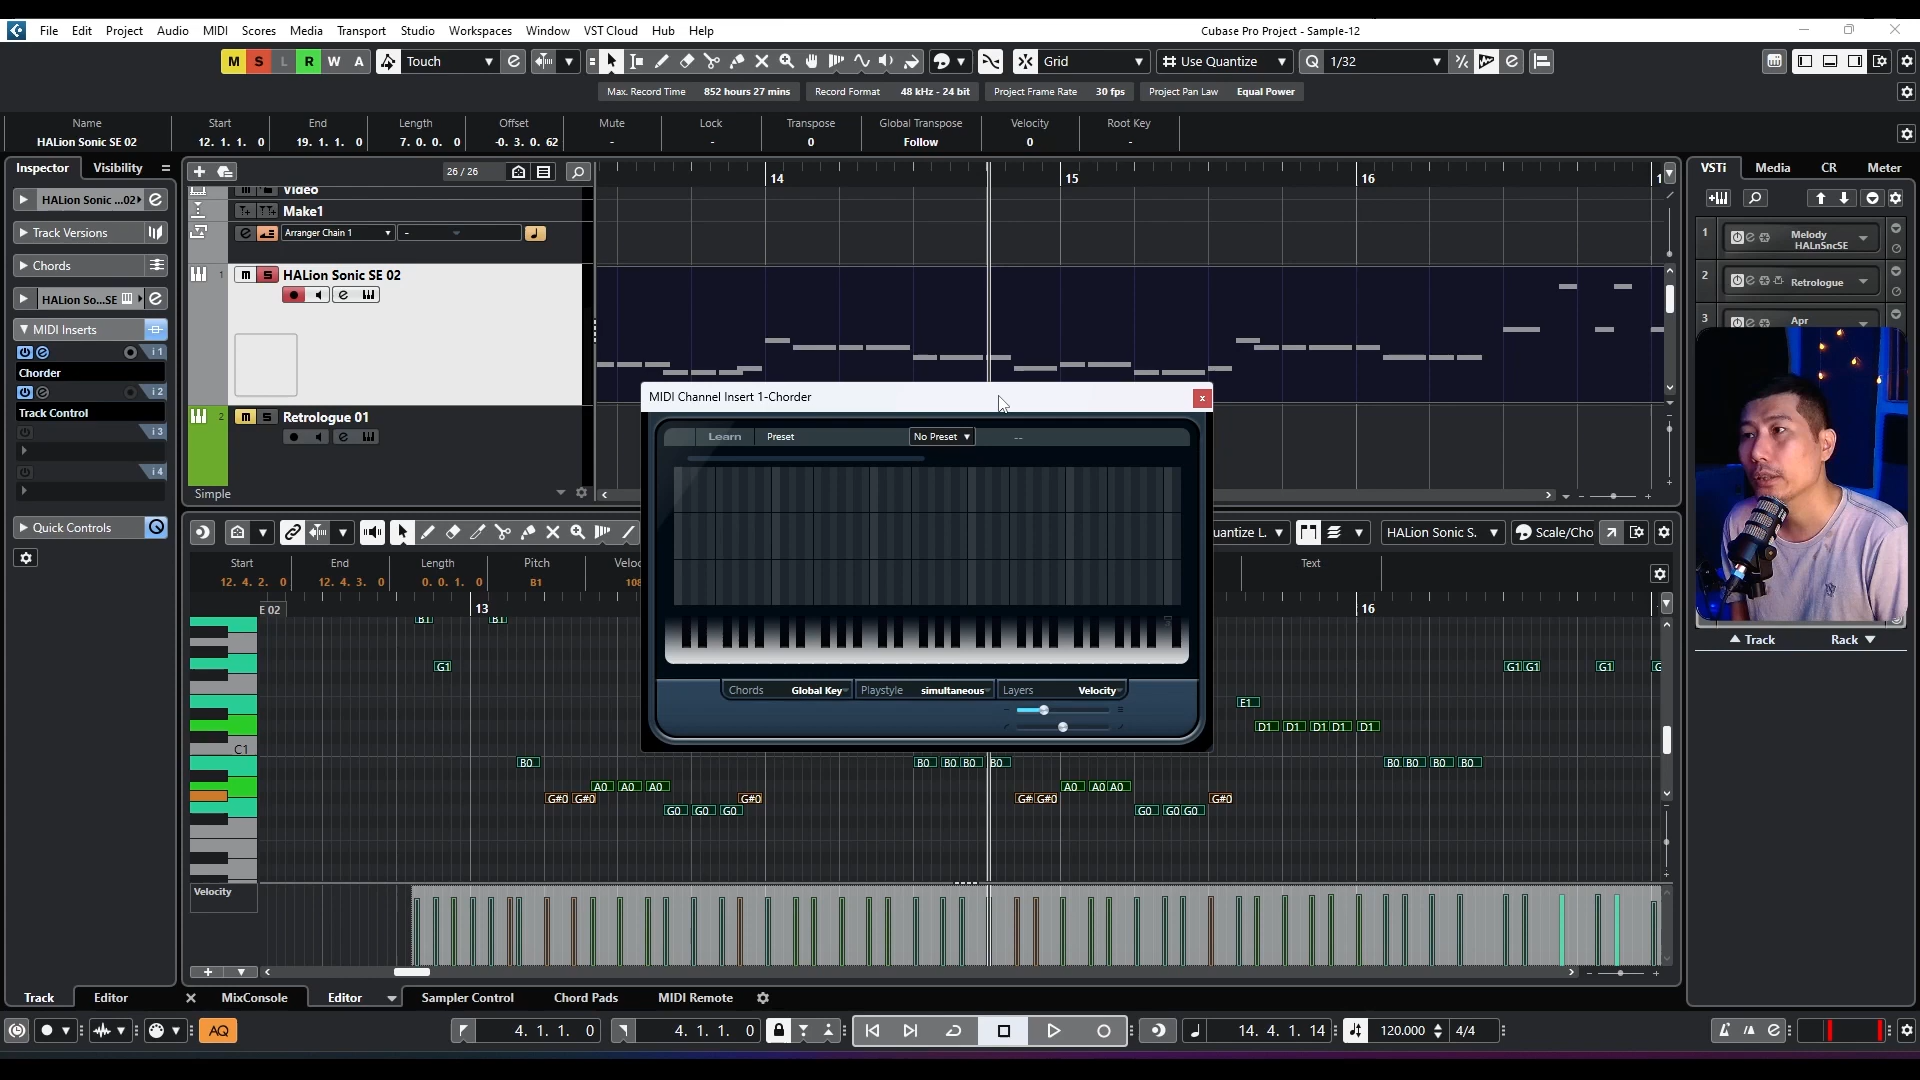 File Edit Project Audio MIDI Scores Media Transport Studio Workspaces Window VST Cloud Hub Help Cubase Pro Project - Sample-12
M S L R W A Touch Grid Use Quantize 1/32
Max. Record Time 852 hours 27 mins Record Format 48 kHz - 24 bit Project Frame Rate 30 fps Project Pan Law Equal Power
Name Start End Length Offset Mute Lock Transpose Global Transpose Velocity Root Key
HALion Sonic SE 02 12. 1. 1. 0 19. 1. 1. 0 7. 0. 0. 0 -0. 3. 0. 62 - - 0 Follow 0 -
Inspector Visibility 26 / 26 14 15 16 VSTi Media CR Meter
HALion Sonic ...02
Track Versions
Chords
HALion So...SE
MIDI Inserts
i 1
Chorder
i 2
Track Control
i 3
i 4
Quick Controls
Video
Make1
Arranger Chain 1 -
1 m S HALion Sonic SE 02
2 m S Retrologue 01
Simple
1 Melody
HALnSncSE
2 Retrologue
3 Apr
Track Rack
MIDI Channel Insert 1-Chorder x
Learn Preset No Preset --
Chords Global Key Playstyle simultaneous Layers Velocity
uantize L. HALion Sonic S. Scale/Cho
Start End Length Pitch Veloc Text
12. 4. 2. 0 12. 4. 3. 0 0. 0. 1. 0 B1 108
E 02 13 16
B1 B1
G1 G1 G1 G1
E1
D1 D1 D1 D1 D1
C1
B0 B0 B0 B0 B0 B0 B0 B0 B0
A0 A0 A0 A0 A0 A0
G#0 G#0 G#0 G# G#0 G#0
G0 G0 G0 G0 G0 G0
Velocity
Track Editor MixConsole Editor Sampler Control Chord Pads MIDI Remote
AQ 4. 1. 1. 0 4. 1. 1. 0 14. 4. 1. 14 120.000 4/4